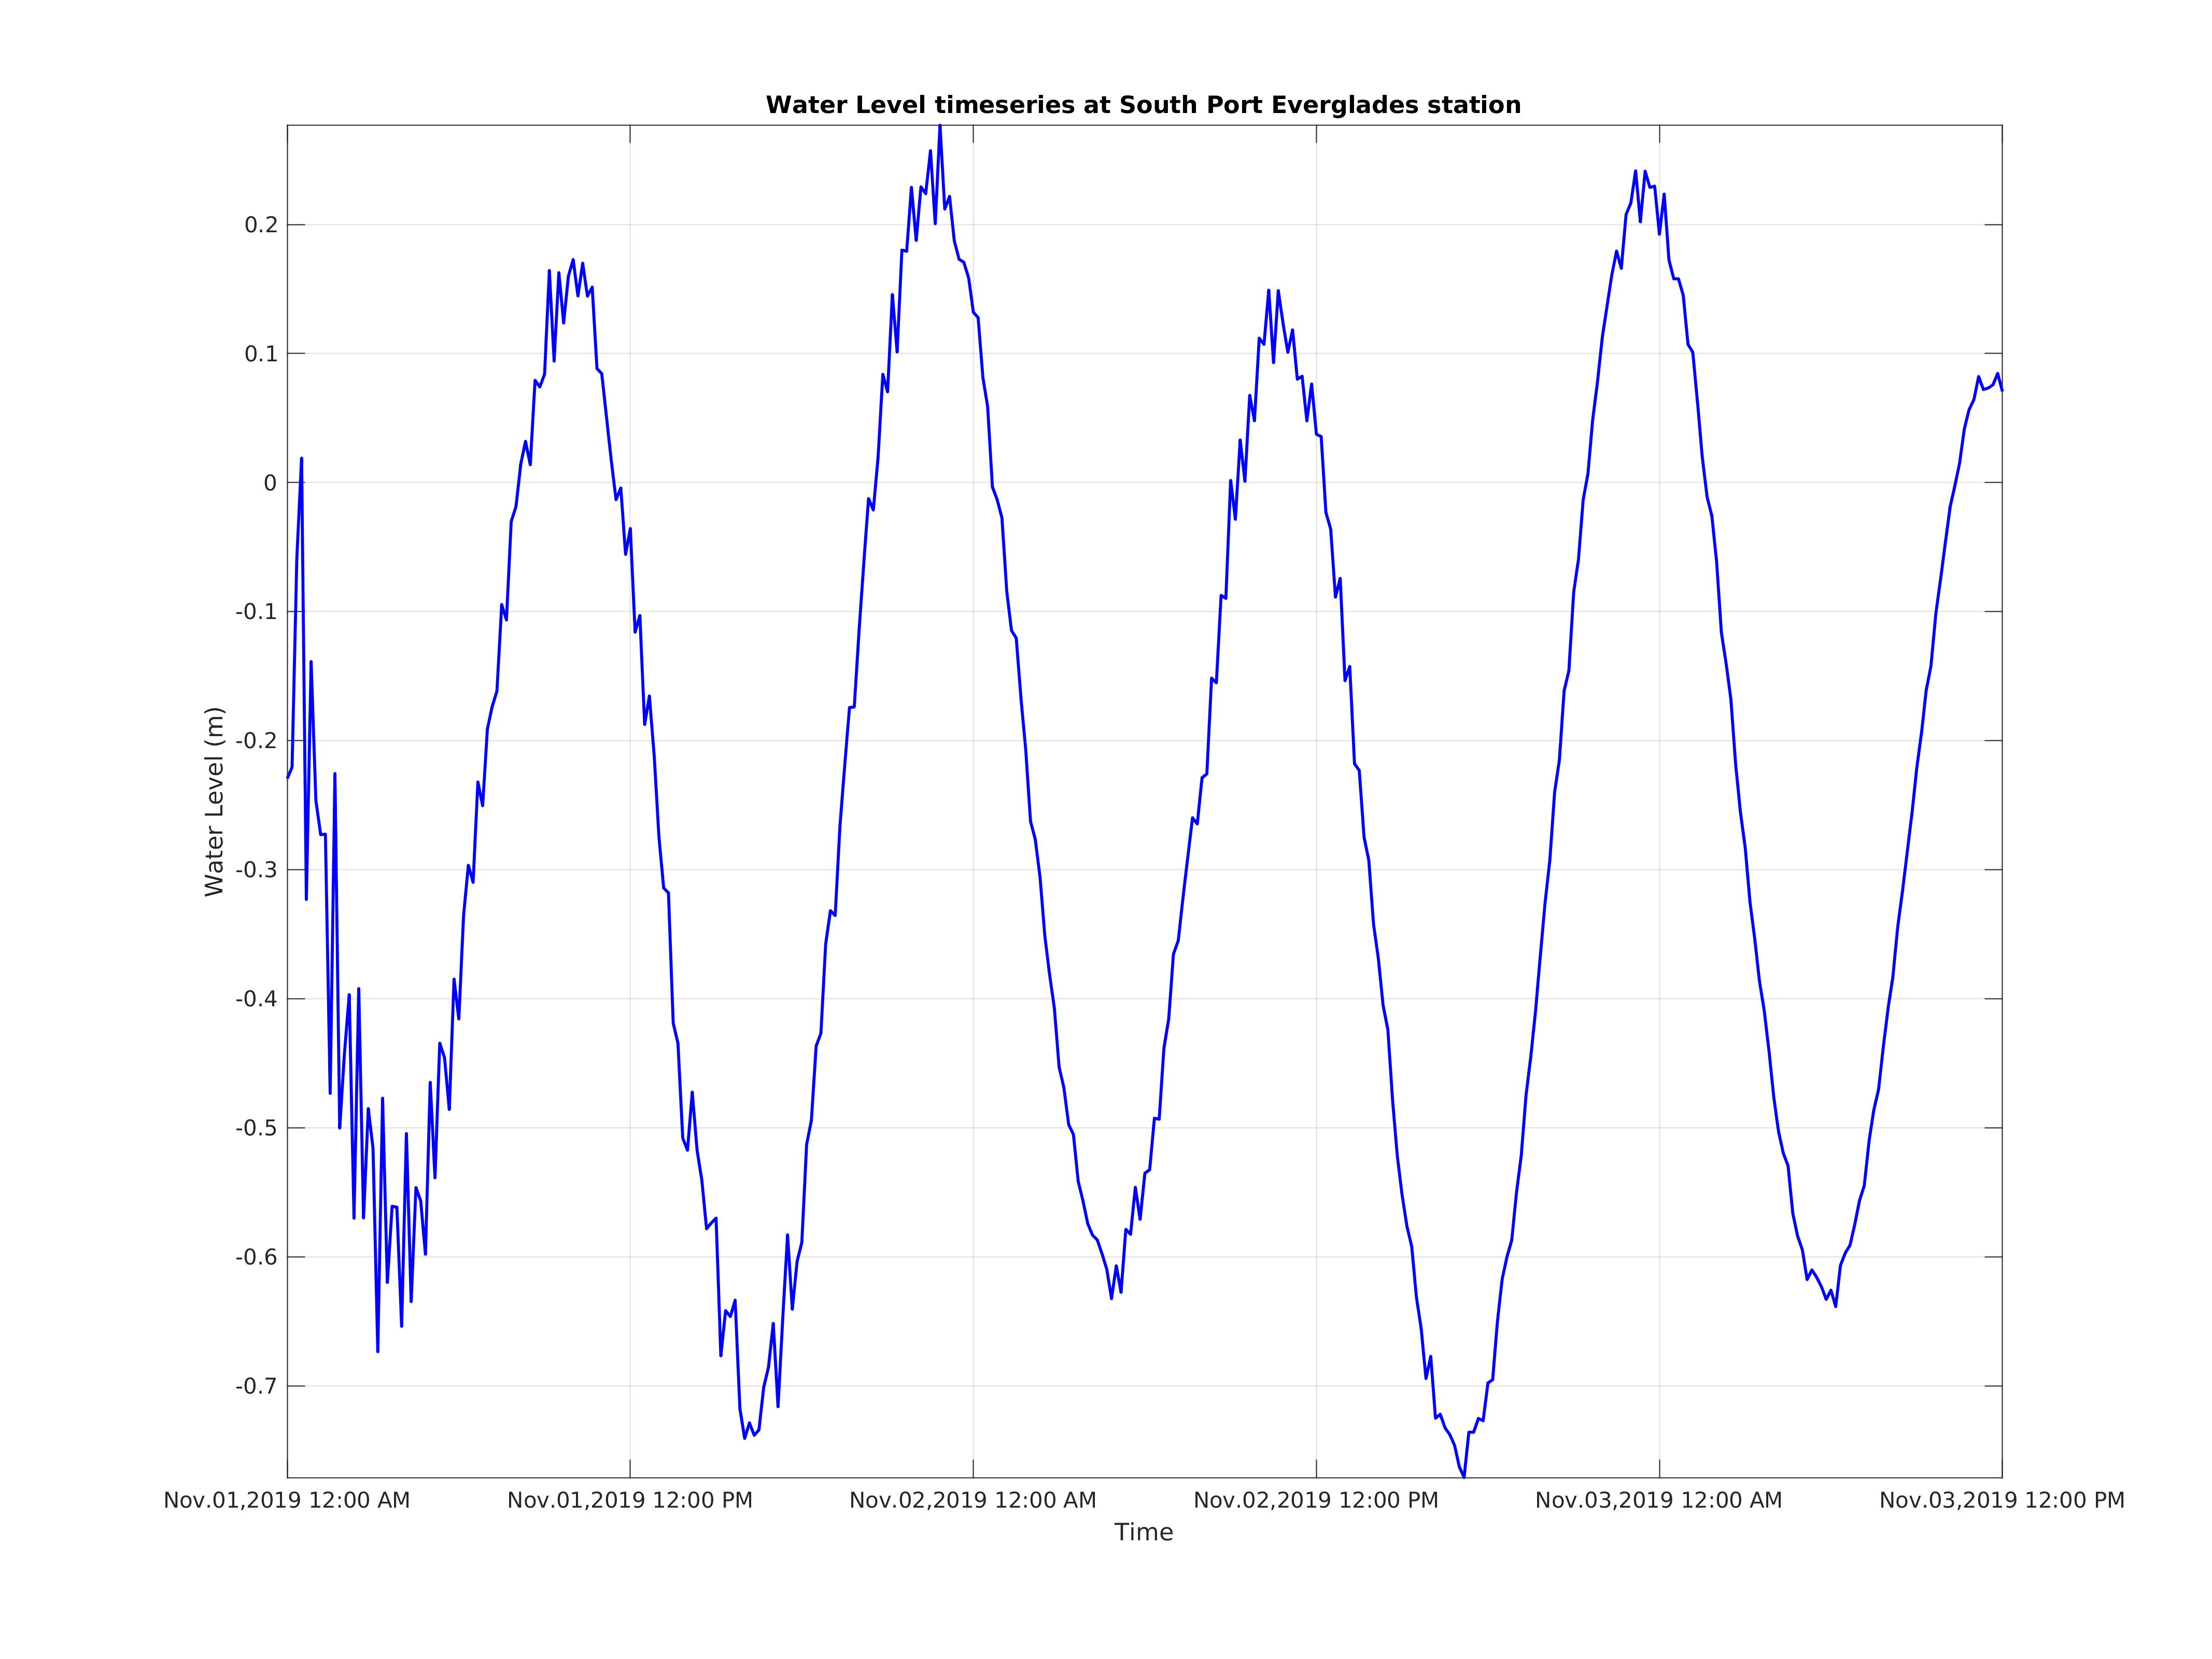 Water Level timeseries at South Port Everglades station
0.2
0.1
0
-0.1
-0.2
-0.3
-0.4
-0.5
-0.6
-0.7
Water Level (m)
Nov.01,2019 12:00 AM Nov.01,2019 12:00 PM Nov.02,2019 12:00 AM Nov.02,2019 12:00 PM Nov.03,2019 12:00 AM Nov.03,2019 12:00 PM
Time